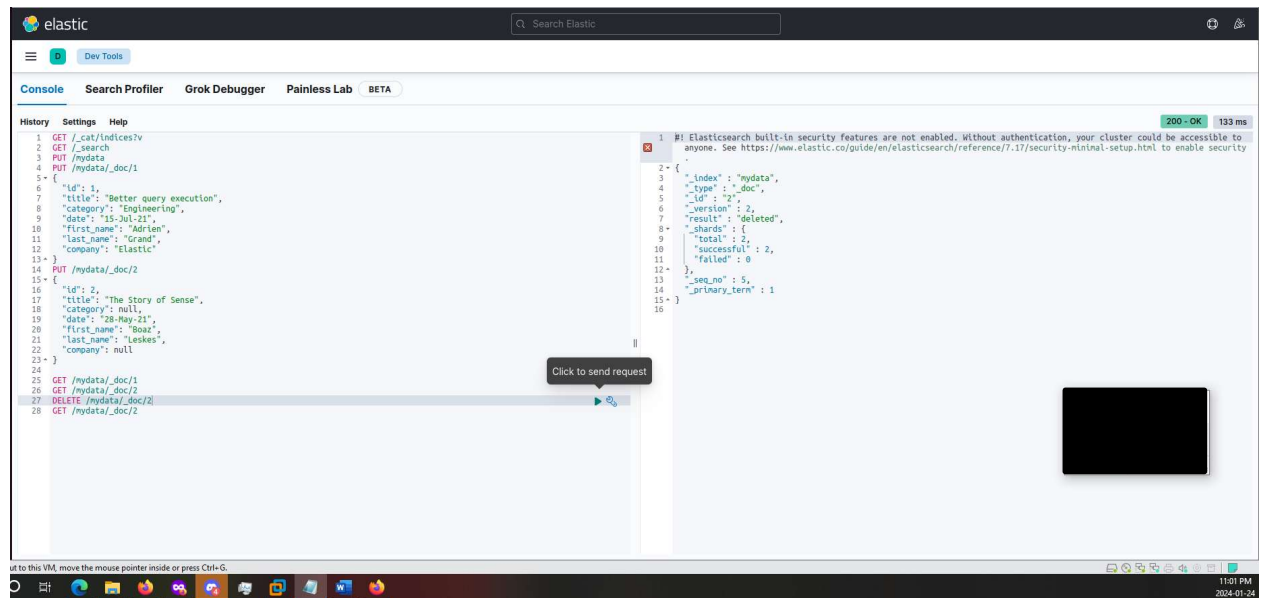 elastic
Search Elastic
D
Dev Tools
Console Search Profiler Grok Debugger Painless Lab BETA
History Settings Help
200 - OK 133 ms
1 GET /_cat/indices?v
2 GET /_search
3 PUT /mydata
4 PUT /mydata/_doc/1
5 {
6 "id": 1,
7 "title": "Better query execution",
8 "category": "Engineering",
9 "date": "15-Jul-21",
10 "first_name": "Adrien",
11 "last_name": "Grand",
12 "company": "Elastic"
13 }
14 PUT /mydata/_doc/2
15 {
16 "id": 2,
17 "title": "The Story of Sense",
18 "category": null,
19 "date": "28-May-21",
20 "first_name": "Boaz",
21 "last_name": "Leskes",
22 "company": null
23 }
24
25 GET /mydata/_doc/1
26 GET /mydata/_doc/2
27 DELETE /mydata/_doc/2
28 GET /mydata/_doc/2
Click to send request
1 #! Elasticsearch built-in security features are not enabled. Without authentication, your cluster could be accessible to
anyone. See https://www.elastic.co/guide/en/elasticsearch/reference/7.17/security-minimal-setup.html to enable security
.
2 {
3 "_index" : "mydata",
4 "_type" : "_doc",
5 "_id" : "2",
6 "_version" : 2,
7 "result" : "deleted",
8 "_shards" : {
9 "total" : 2,
10 "successful" : 2,
11 "failed" : 0
12 },
13 "_seq_no" : 5,
14 "_primary_term" : 1
15 }
16
ut to this VM, move the mouse pointer inside or press Ctrl+G.
11:01 PM
2024-01-24